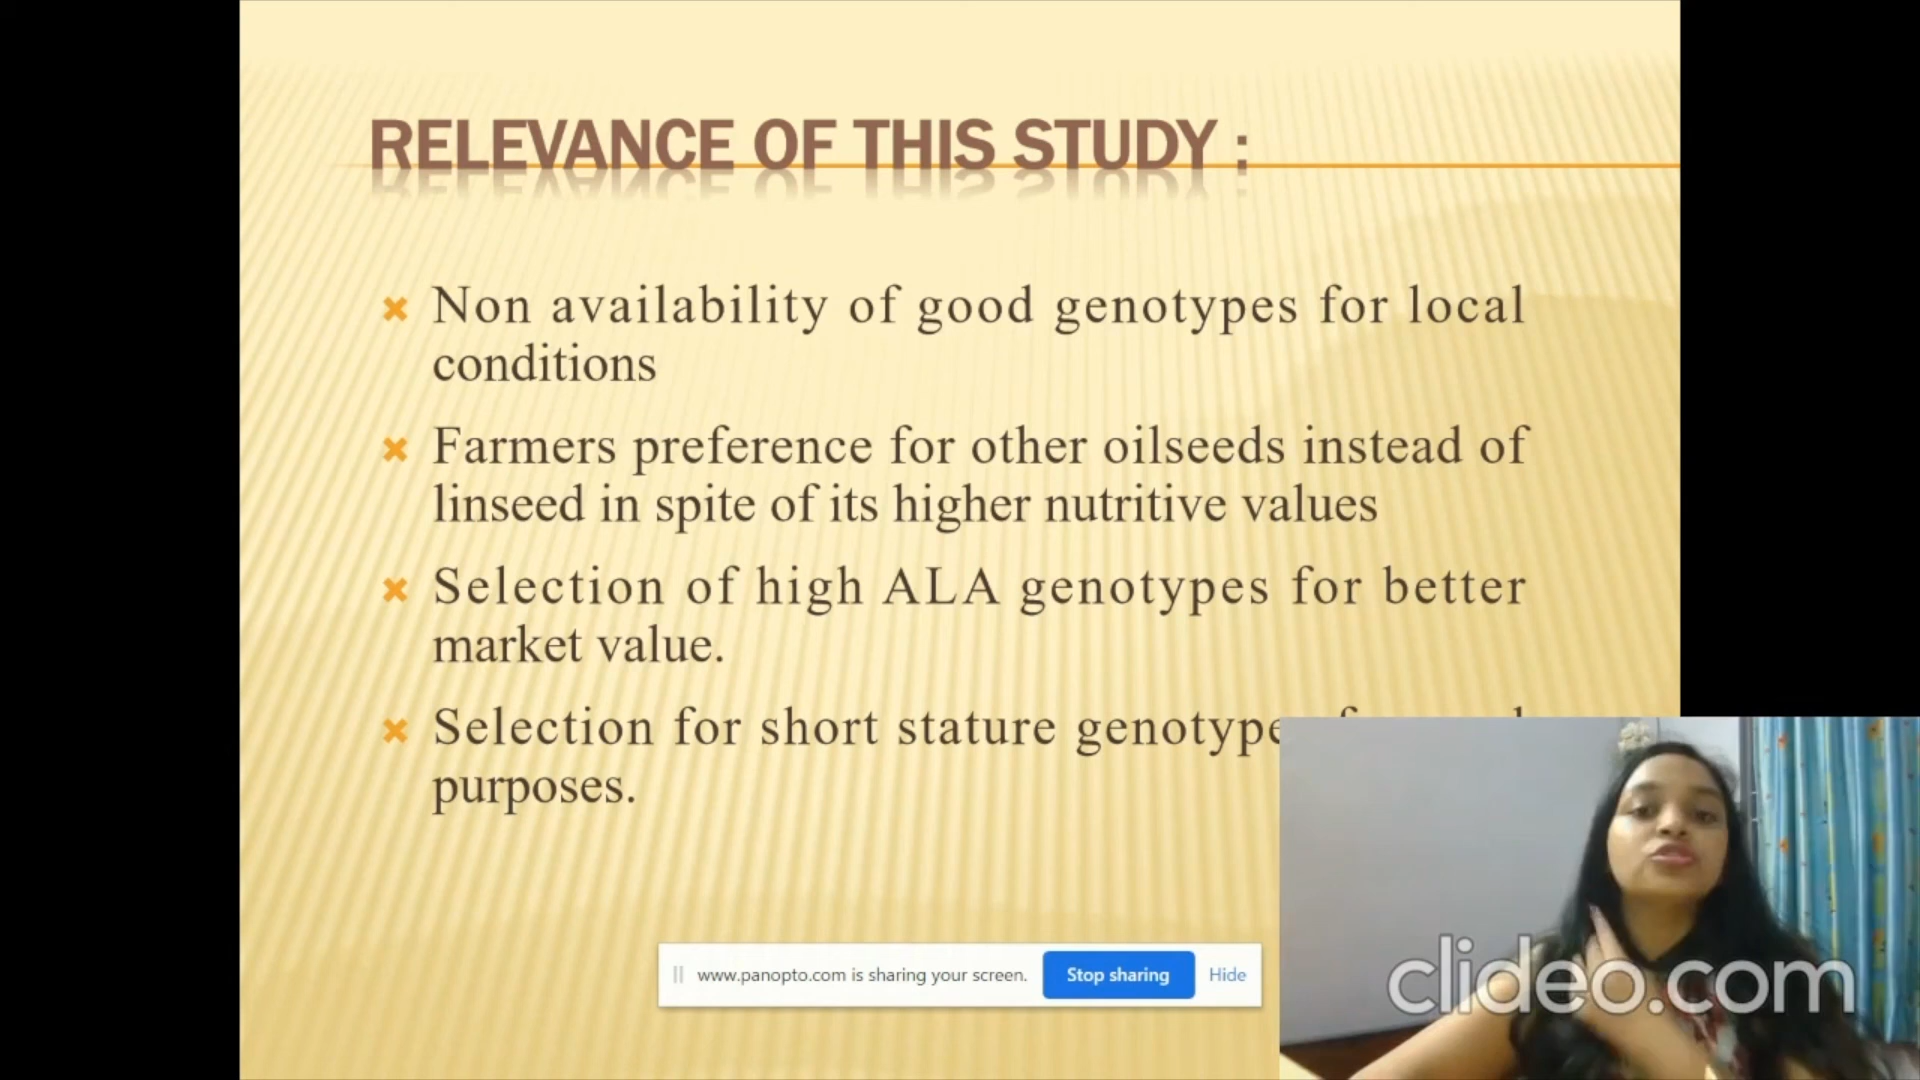 RELEVANCE OF THIS STUDY :
Non availability of good genotypes for local
conditions
Farmers preference for other oilseeds instead of
linseed in spite of its higher nutritive values
Selection of high ALA genotypes for better
market value.
Selection for short stature
purposes.
www.panopto.com is sharing your screen.
Stop sharing
Hide
clideo.com